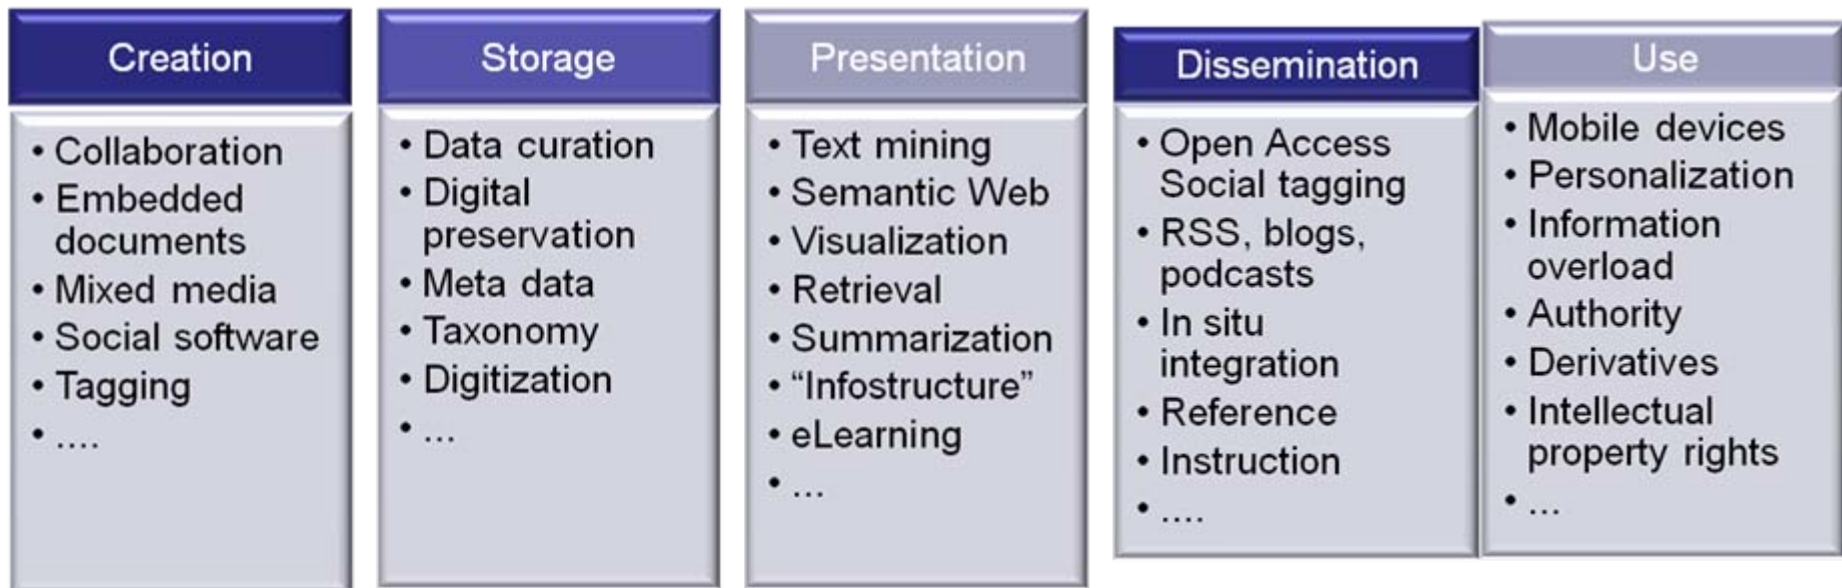 Creation
• Collaboration
• Embedded
documents
• Mixed media
• Social software
• Tagging
• ....
Storage
• Data curation
• Digital
preservation
• Meta data
• Taxonomy
• Digitization
• ...
Presentation
• Text mining
• Semantic Web
• Visualization
• Retrieval
• Summarization
• “Infostructure”
• eLearning
• ...
Dissemination
• Open Access
Social tagging
• RSS, blogs,
podcasts
• In situ
integration
• Reference
• Instruction
• ....
Use
• Mobile devices
• Personalization
• Information
overload
• Authority
• Derivatives
• Intellectual
property rights
• ...